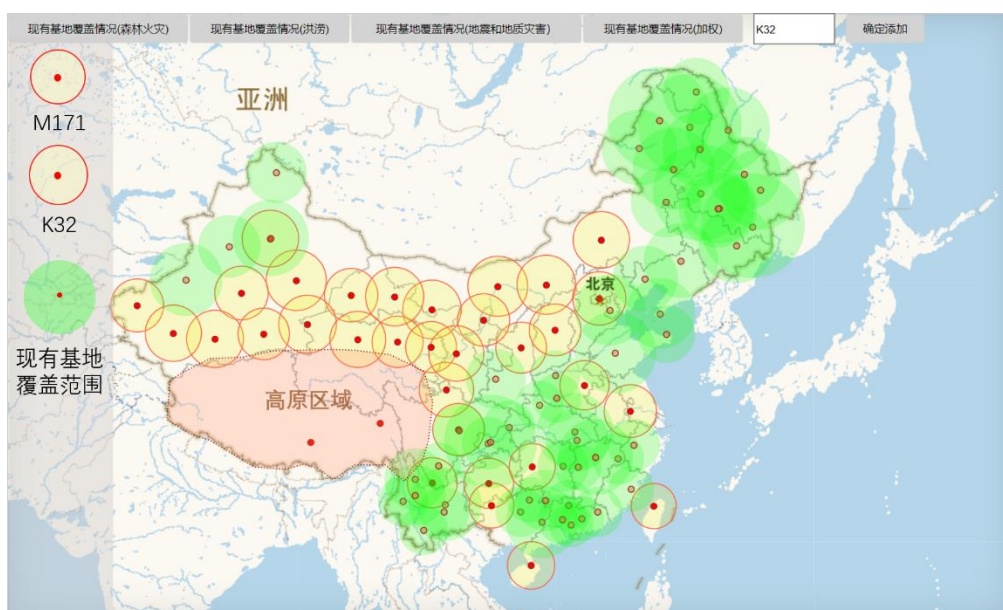 现有基地覆盖情况(森林火灾)
现有基地覆盖情况(洪涝)
现有基地覆盖情况(地震和地质灾害)
现有基地覆盖情况(加权)
K32
确定添加
M171
K32
现有基地
覆盖范围
亚洲
北京
高原区域